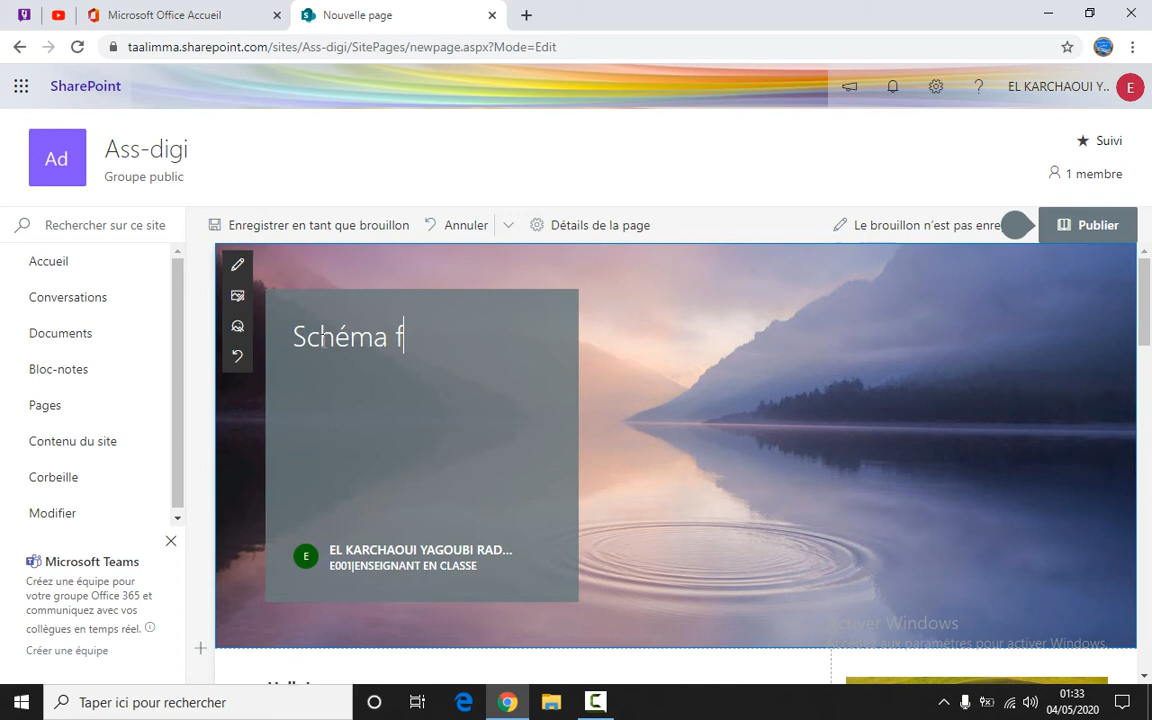 Microsoft Office Accueil
Nouvelle page
taalimma.sharepoint.com/sites/Ass-digi/SitePages/newpage.aspx?Mode=Edit
SharePoint
EL KARCHAOUI Y..
E
Ad
Ass-digi
Groupe public
Suivi
1 membre
Rechercher sur ce site
Enregistrer en tant que brouillon
Annuler
Détails de la page
Le brouillon n’est pas enre
Publier
Accueil
Conversations
Documents
Bloc-notes
Pages
Contenu du site
Corbeille
Modifier
Schéma f
E
EL KARCHAOUI YAGOUBI RAD...
E001|ENSEIGNANT EN CLASSE
Microsoft Teams
Créez une équipe pour
votre groupe Office 365 et
communiquez avec vos
collègues en temps réel.
Créer une équipe
Activer Windows
aux paramètres pour activer Windows.
Taper ici pour rechercher
01:33
04/05/2020